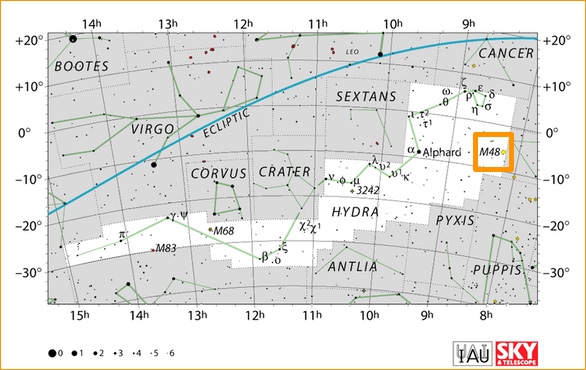 14h 13h 12h 11h 10h 9h
+20° LEO +20°
CANCER
BOOTES
ζ
+10° ω ρ ε δ +10°
SEXTANS θ η σ
ι τ² τ¹
VIRGO ECLIPTIC
0° α Alphard M48 0°
λ υ² υ¹ κ
CORVUS CRATER ν φ μ
−10° 3242 −10°
γ ψ HYDRA
−20° M68 χ² χ¹ PYXIS −20°
π M83 ξ
β ο
−30° ANTLIA PUPPIS −30°
15h 14h 13h 12h 11h 10h 9h 8h
0 1 2 3 4 5 6
IAU SKY
& TELESCOPE